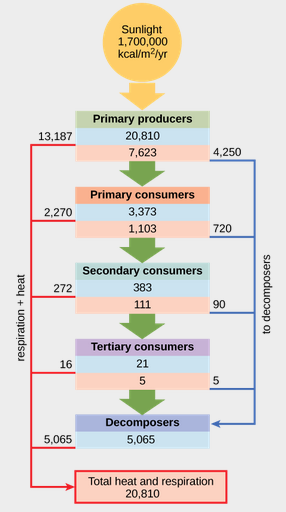 Sunlight
1,700,000
kcal/m²/yr
Primary producers
13,187
20,810
7,623
4,250
Primary consumers
2,270
3,373
1,103
720
Secondary consumers
272
383
111
90
Tertiary consumers
16
21
5
5
Decomposers
5,065
5,065
respiration + heat
to decomposers
Total heat and respiration
20,810